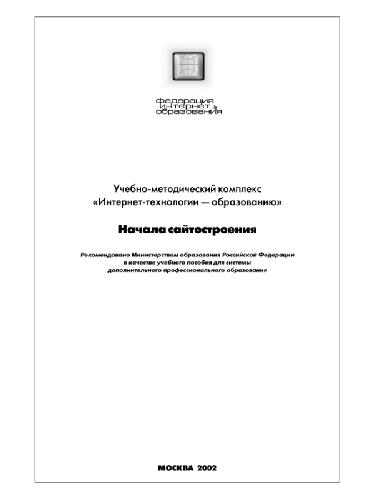 Федерация
Интернет
образования
Учебно-методический комплекс
«Интернет-технологии — образованию»
Начала сайтостроения
Рекомендовано Министерством образования Российской Федерации
в качестве учебного пособия для системы
дополнительного профессионального образования
МОСКВА 2002